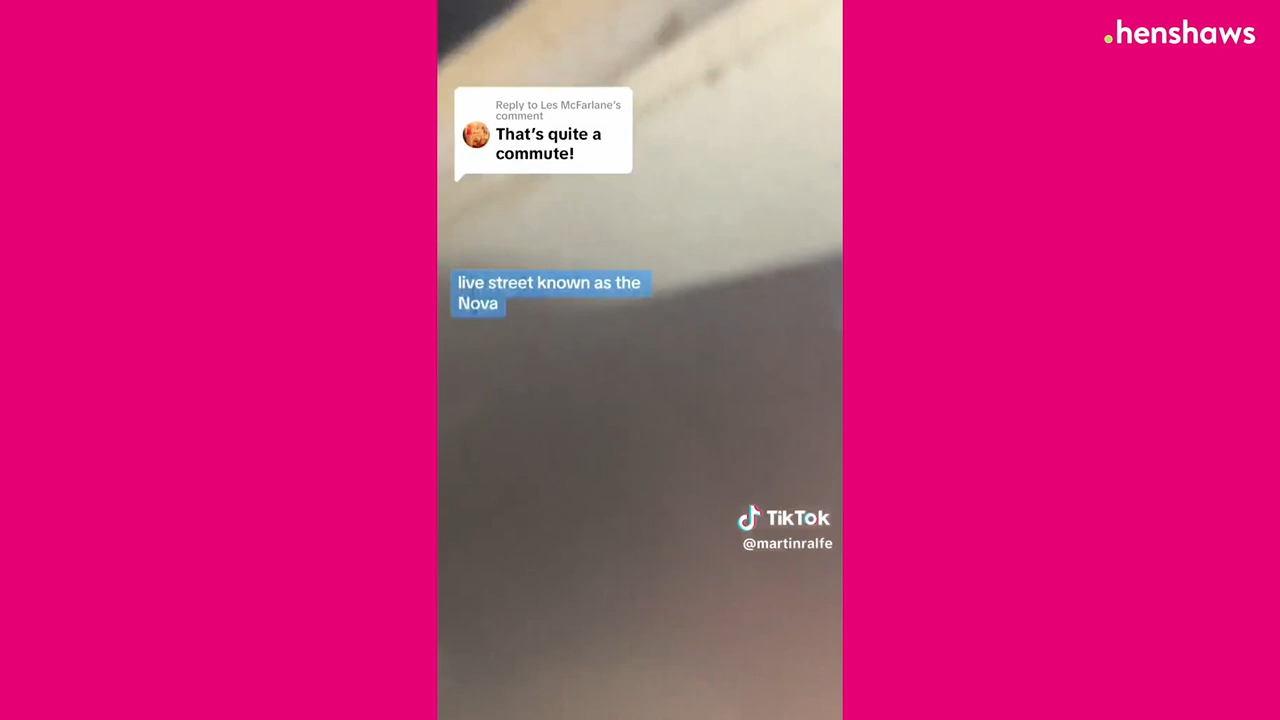 .henshaws
Reply to Les McFarlane's
comment
That's quite a
commute!
live street known as the
Nova
TikTok
@martinralfe